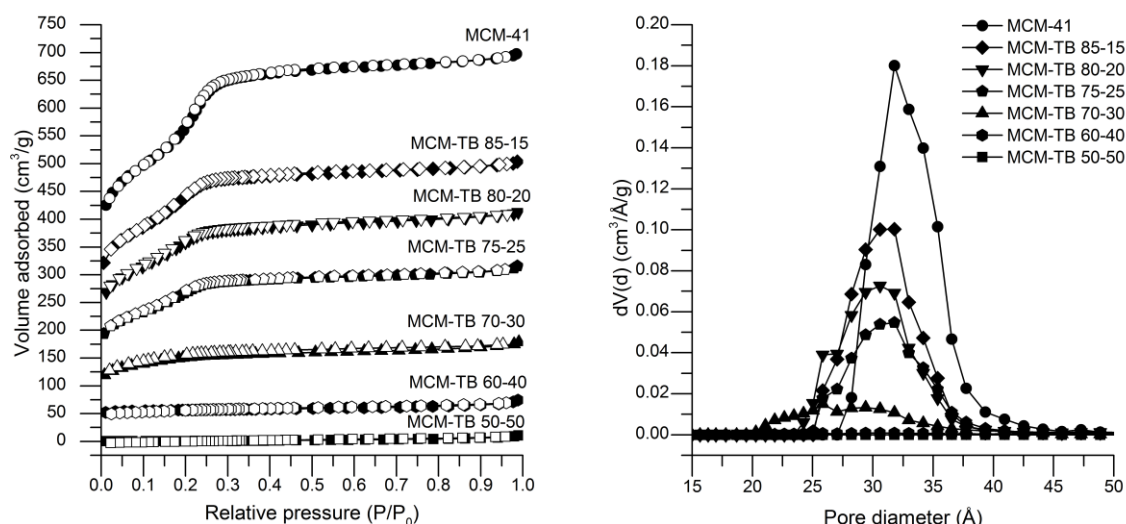 750
700
650
600
550
500
450
400
350
300
250
200
150
100
50
0
Volume adsorbed (cm³/g)
MCM-41
MCM-TB 85-15
MCM-TB 80-20
MCM-TB 75-25
MCM-TB 70-30
MCM-TB 60-40
MCM-TB 50-50
0.0 0.1 0.2 0.3 0.4 0.5 0.6 0.7 0.8 0.9 1.0
Relative pressure (P/P₀)
0.20
0.18
0.16
0.14
0.12
0.10
0.08
0.06
0.04
0.02
0.00
dV(d) (cm³/Å/g)
MCM-41
MCM-TB 85-15
MCM-TB 80-20
MCM-TB 75-25
MCM-TB 70-30
MCM-TB 60-40
MCM-TB 50-50
15 20 25 30 35 40 45 50
Pore diameter (Å)